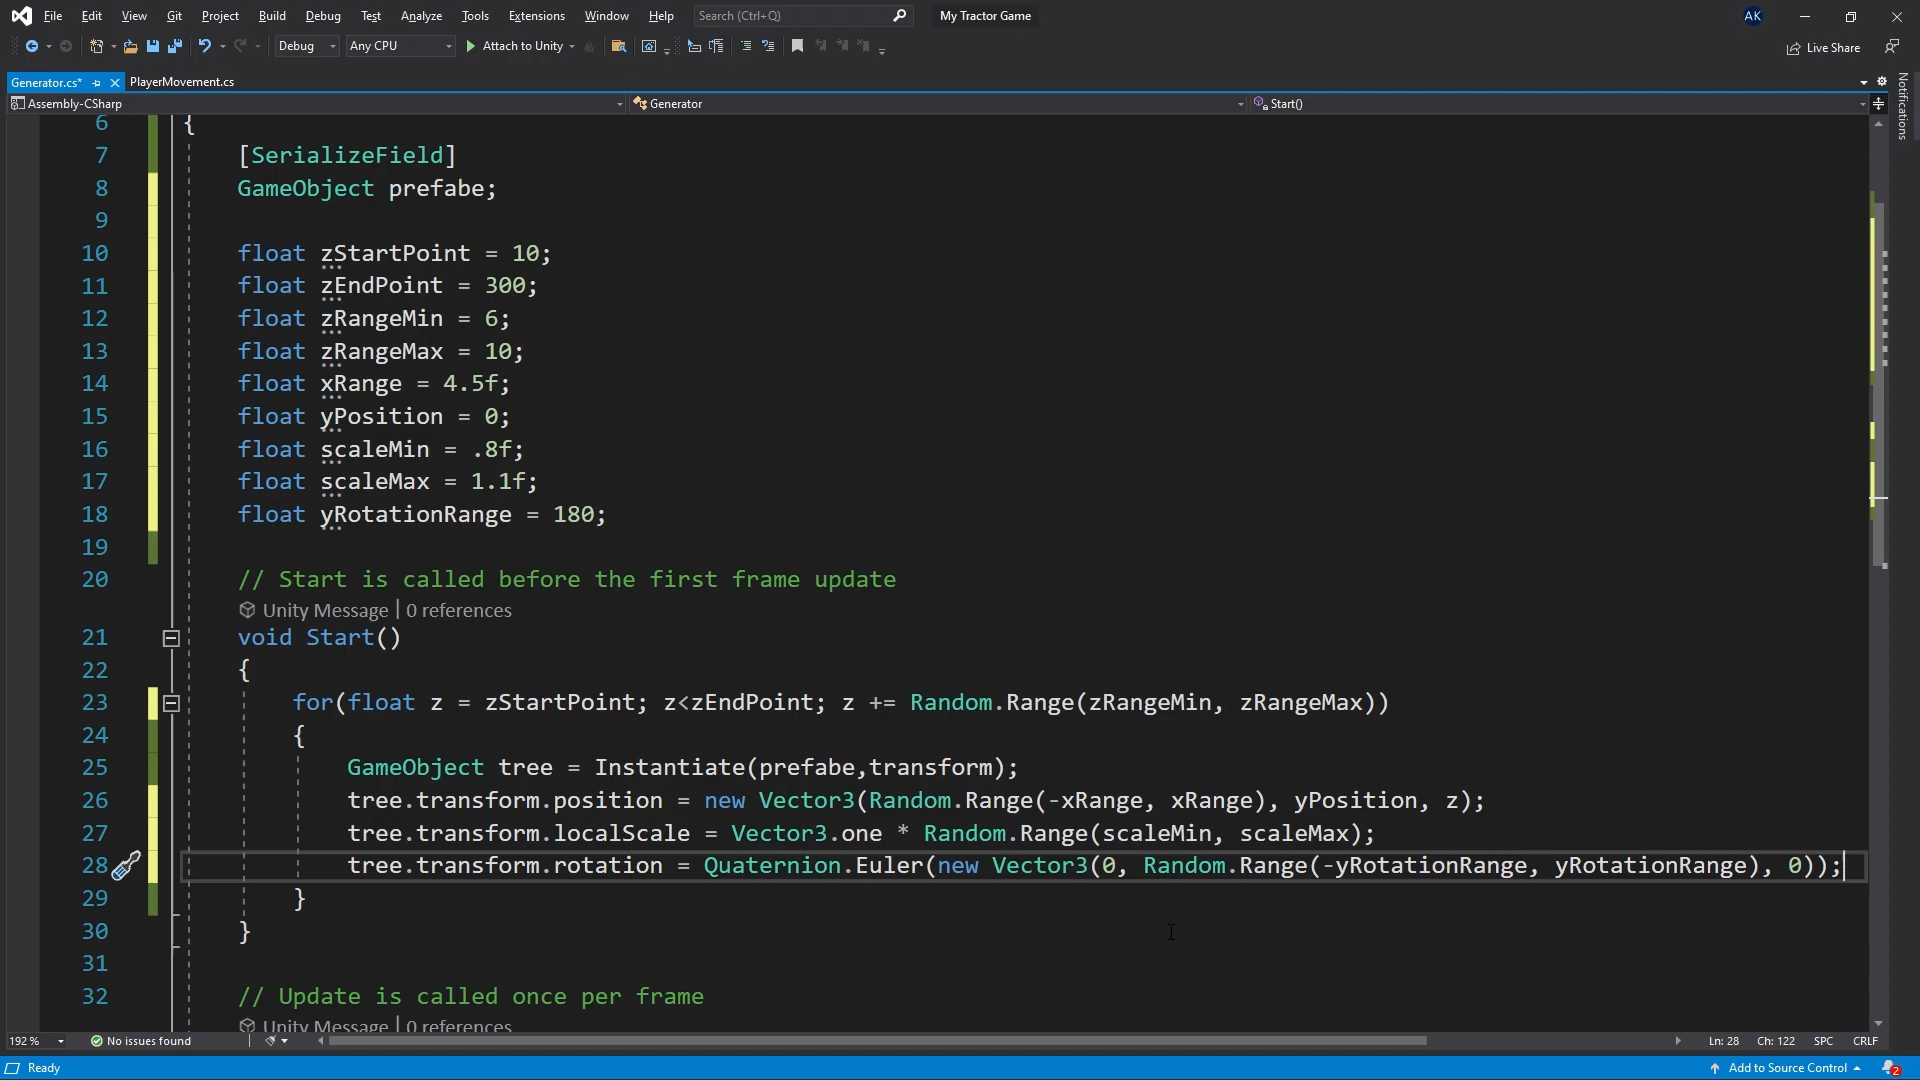 File Edit View Git Project Build Debug Test Analyze Tools Extensions Window Help Search (Ctrl+Q) My Tractor Game AK
Debug Any CPU Attach to Unity Live Share
Generator.cs* PlayerMovement.cs
Assembly-CSharp Generator Start()
Notifications
6 {
7 [SerializeField]
8 GameObject prefabe;
9
10 float zStartPoint = 10;
11 float zEndPoint = 300;
12 float zRangeMin = 6;
13 float zRangeMax = 10;
14 float xRange = 4.5f;
15 float yPosition = 0;
16 float scaleMin = .8f;
17 float scaleMax = 1.1f;
18 float yRotationRange = 180;
19
20 // Start is called before the first frame update
Unity Message | 0 references
21 void Start()
22 {
23 for(float z = zStartPoint; z<zEndPoint; z += Random.Range(zRangeMin, zRangeMax))
24 {
25 GameObject tree = Instantiate(prefabe,transform);
26 tree.transform.position = new Vector3(Random.Range(-xRange, xRange), yPosition, z);
27 tree.transform.localScale = Vector3.one * Random.Range(scaleMin, scaleMax);
28 tree.transform.rotation = Quaternion.Euler(new Vector3(0, Random.Range(-yRotationRange, yRotationRange), 0));
29 }
30 }
31
32 // Update is called once per frame
Unity Message | 0 references
192 % No issues found Ln: 28 Ch: 122 SPC CRLF
Ready Add to Source Control 2